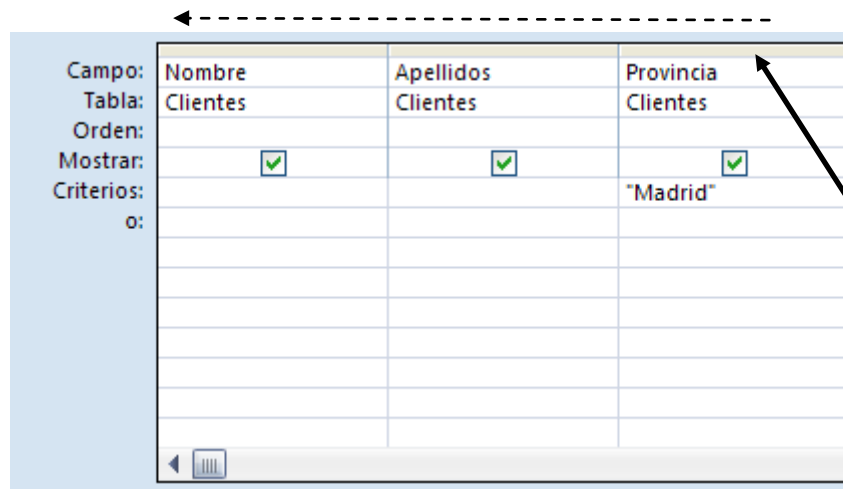 Campo: Nombre Apellidos Provincia
Tabla: Clientes Clientes Clientes
Orden:
Mostrar:
Criterios: "Madrid"
o: